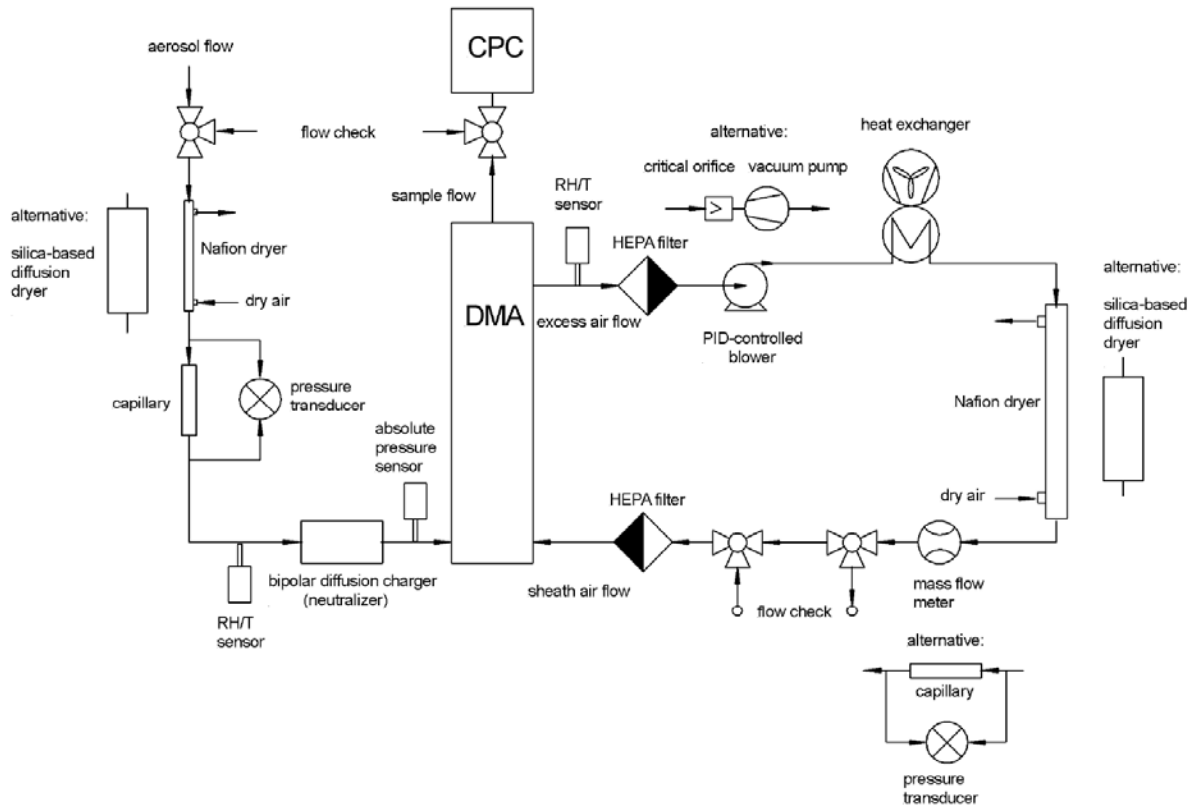 aerosol flow
CPC
flow check
alternative:
critical orifice
vacuum pump
heat exchanger
sample flow
RH/T
sensor
HEPA filter
alternative:
silica-based
diffusion
dryer
Nafion dryer
dry air
DMA
excess air flow
PID-controlled
blower
alternative:
silica-based
diffusion
dryer
Nafion dryer
dry air
capillary
pressure
transducer
absolute
pressure
sensor
HEPA filter
bipolar diffusion charger
(neutralizer)
RH/T
sensor
sheath air flow
flow check
mass flow
meter
alternative:
capillary
pressure
transducer